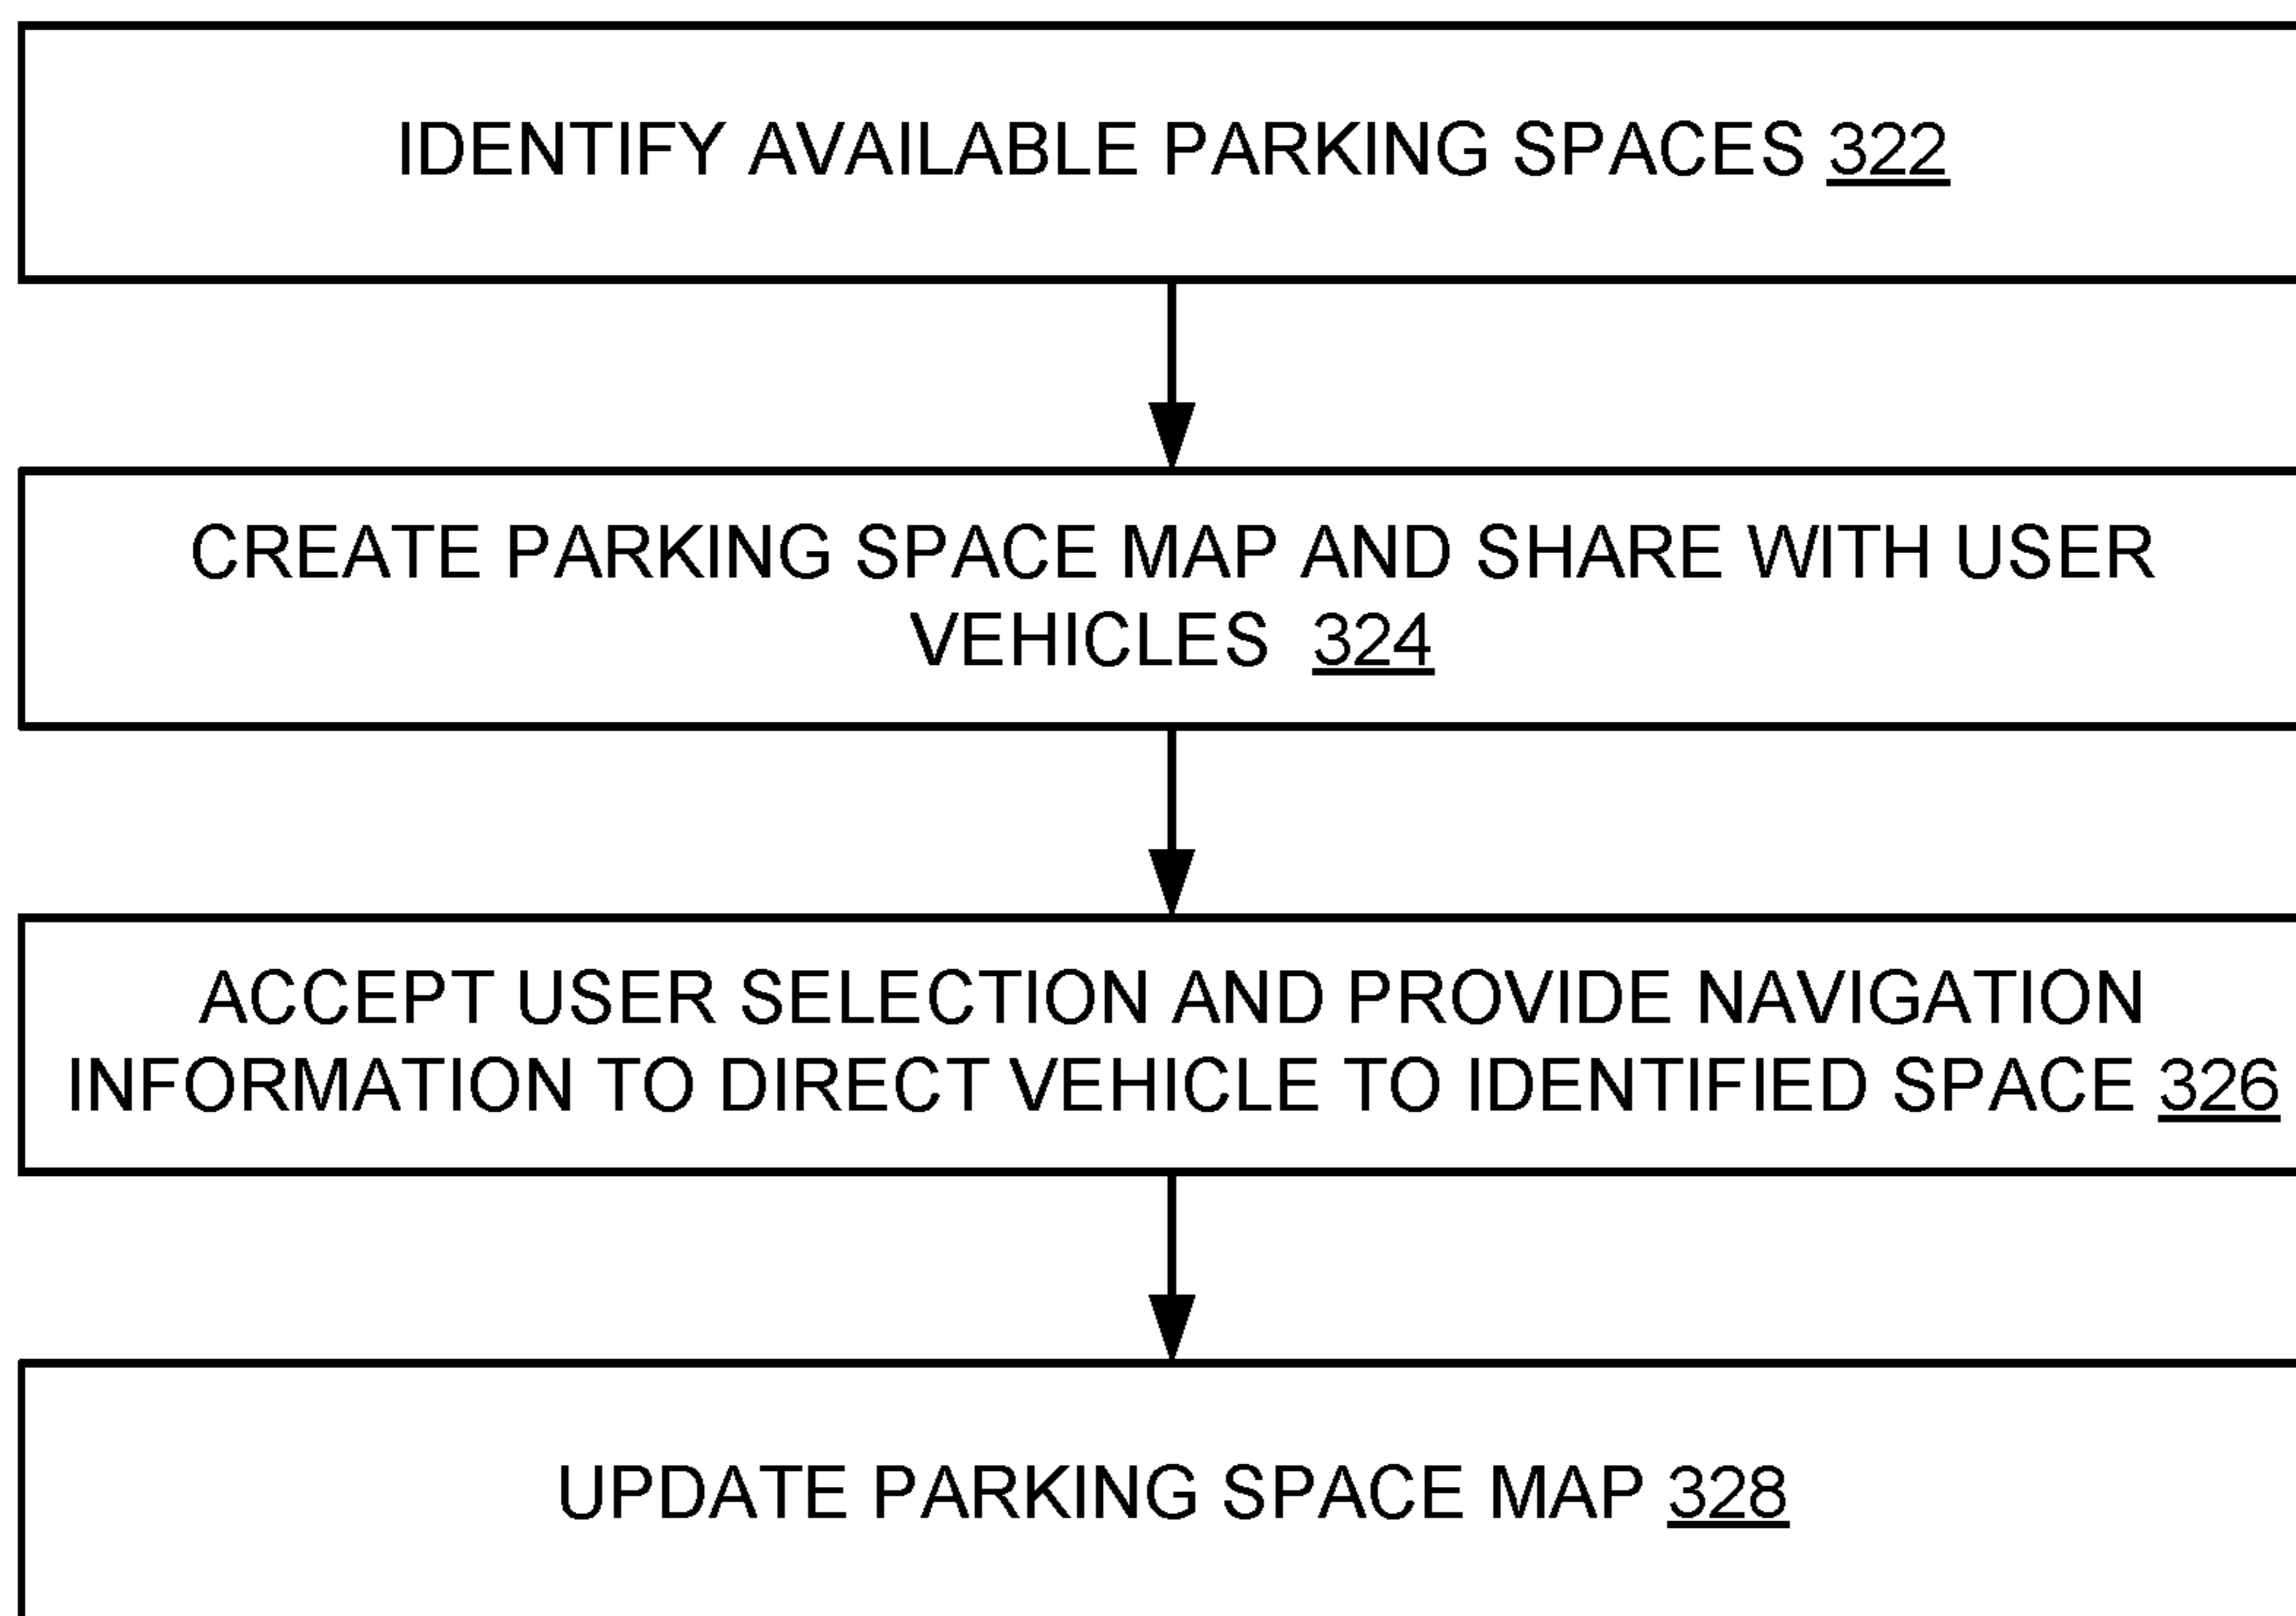 IDENTIFY AVAILABLE PARKING SPACES 322
CREATE PARKING SPACE MAP AND SHARE WITH USER
VEHICLES 324
ACCEPT USER SELECTION AND PROVIDE NAVIGATION
INFORMATION TO DIRECT VEHICLE TO IDENTIFIED SPACE 326
UPDATE PARKING SPACE MAP 328